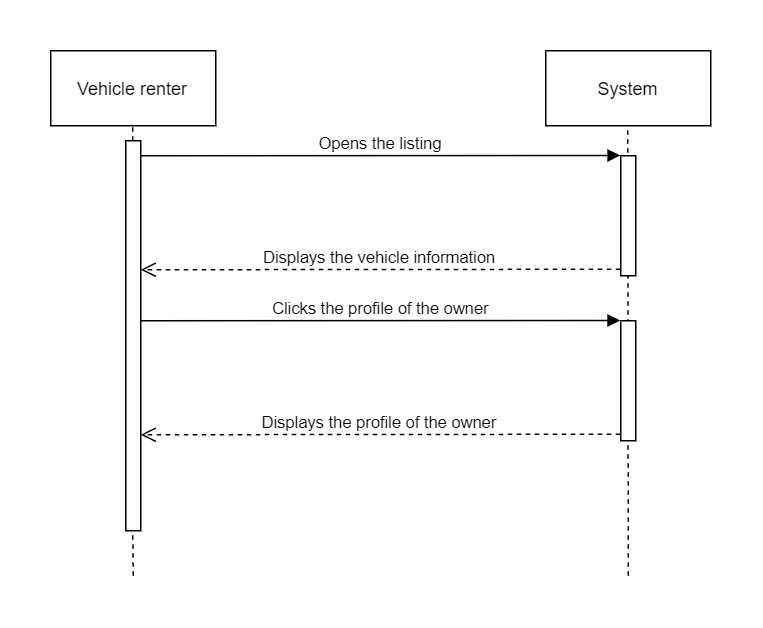 Vehicle renter
System
Opens the listing
Displays the vehicle information
Clicks the profile of the owner
Displays the profile of the owner